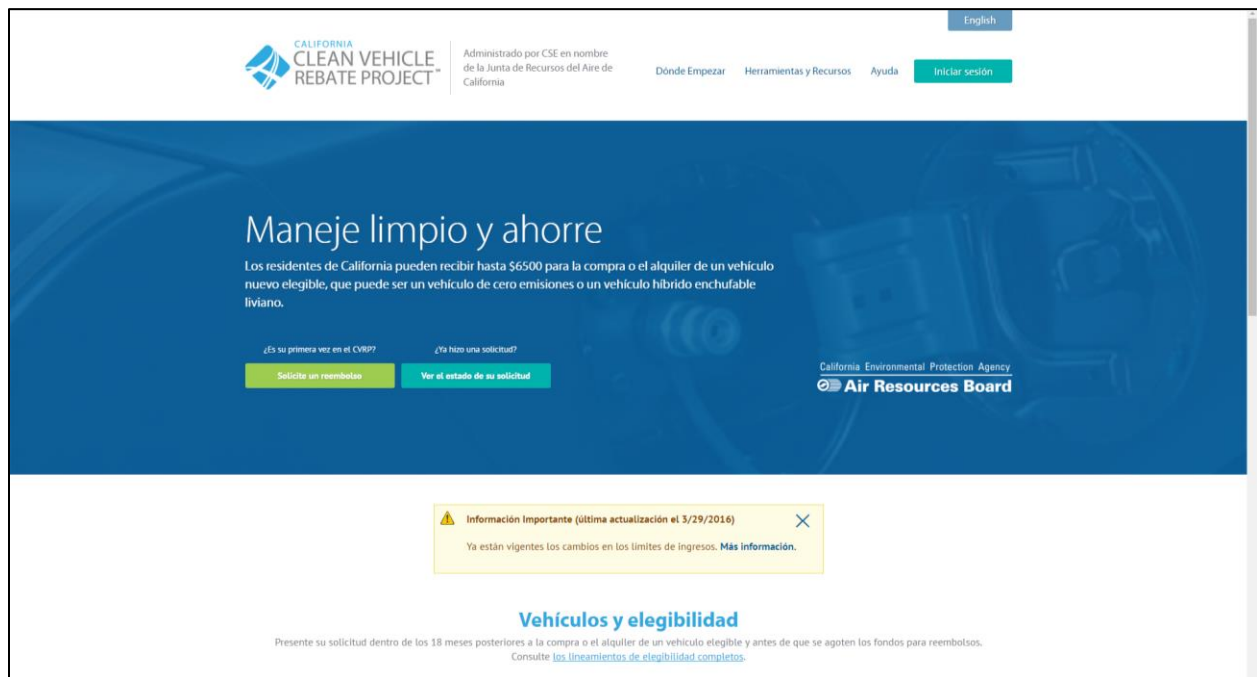 English
CALIFORNIA
CLEAN VEHICLE
REBATE PROJECT™
Administrado por CSE en nombre
de la Junta de Recursos del Aire de
California
Dónde Empezar
Herramientas y Recursos
Ayuda
Iniciar sesión
Maneje limpio y ahorre
Los residentes de California pueden recibir hasta $6500 para la compra o el alquiler de un vehículo
nuevo elegible, que puede ser un vehículo de cero emisiones o un vehículo híbrido enchufable
liviano.
¿Es su primera vez en el CVRP?
¿Ya hizo una solicitud?
Solicite un reembolso
Ver el estado de su solicitud
California Environmental Protection Agency
Air Resources Board
Información Importante (última actualización el 3/29/2016)
Ya están vigentes los cambios en los límites de ingresos. Más información.
Vehículos y elegibilidad
Presente su solicitud dentro de los 18 meses posteriores a la compra o el alquiler de un vehículo elegible y antes de que se agoten los fondos para reembolsos.
Consulte los lineamientos de elegibilidad completos.